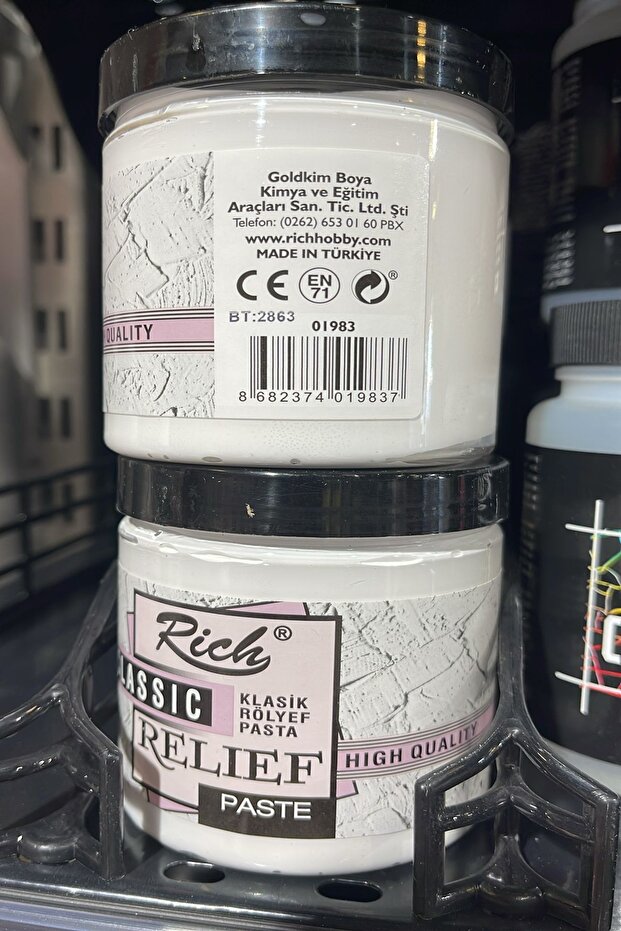 Goldkim Boya
Kimya ve Eğitim
Araçları San. Tic. Ltd. Şti
Telefon: (0262) 653 01 60 PBX
www.richhobby.com
MADE IN TÜRKİYE
CE EN 71 ®
QUALITY
BT:2863
01983
8 682374 019837
Rich®
LASSIC
KLASİK
RÖLYEF
PASTA
RELIEF
HIGH QUALITY
PASTE